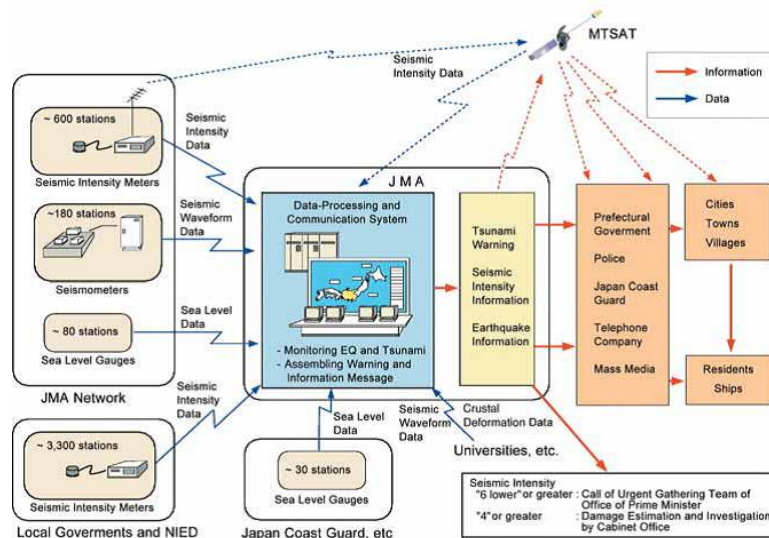 MTSAT
Seismic
Intensity Data
Information
Data
~ 600 stations
Seismic Intensity Meters
Seismic
Intensity
Data
~180 stations
Seismometers
Seismic
Waveform
Data
~ 80 stations
Sea Level Gauges
Sea Level
Data
JMA Network
Seismic
Intensity
Data
~ 3,300 stations
Seismic Intensity Meters
Local Goverments and NIED
J M A
Data-Processing and
Communication System
- Monitoring EQ and Tsunami
- Assembling Warning and
Information Message
Tsunami
Warning
Seismic
Intensity
Information
Earthquake
Information
Prefectural
Goverment
Police
Japan Coast
Guard
Telephone
Company
Mass Media
Cities
Towns
Villages
Residents
Ships
Sea Level
Data
~ 30 stations
Sea Level Gauges
Japan Coast Guard, etc
Seismic
Waveform
Data
Crustal
Deformation Data
Universities, etc.
Seismic Intensity
"6 lower" or greater : Call of Urgent Gathering Team of
Office of Prime Minister
"4" or greater : Damage Estimation and Investigation
by Cabinet Office